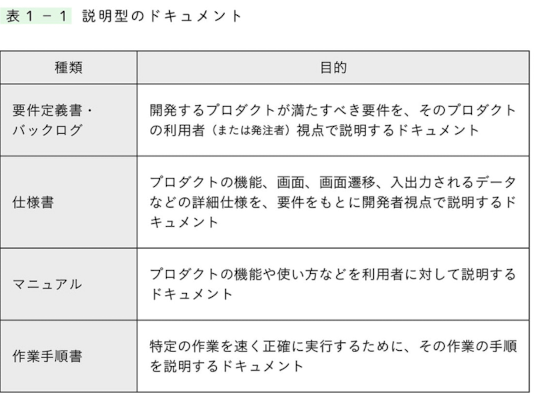 表1－1 説明型のドキュメント
種類
目的
要件定義書・
バックログ
開発するプロダクトが満たすべき要件を、そのプロダクト
の利用者（または発注者）視点で説明するドキュメント
仕様書
プロダクトの機能、画面、画面遷移、入出力されるデータ
などの詳細仕様を、要件をもとに開発者視点で説明するド
キュメント
マニュアル
プロダクトの機能や使い方などを利用者に対して説明する
ドキュメント
作業手順書
特定の作業を速く正確に実行するために、その作業の手順
を説明するドキュメント